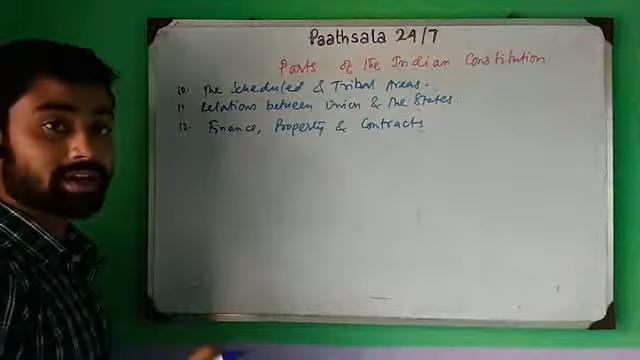 Paathsala 24/7
Parts of the Indian Constitution
10. The Scheduled & Tribal Areas.
11 Relations between Union & the States.
12. Finance, Property & Contracts